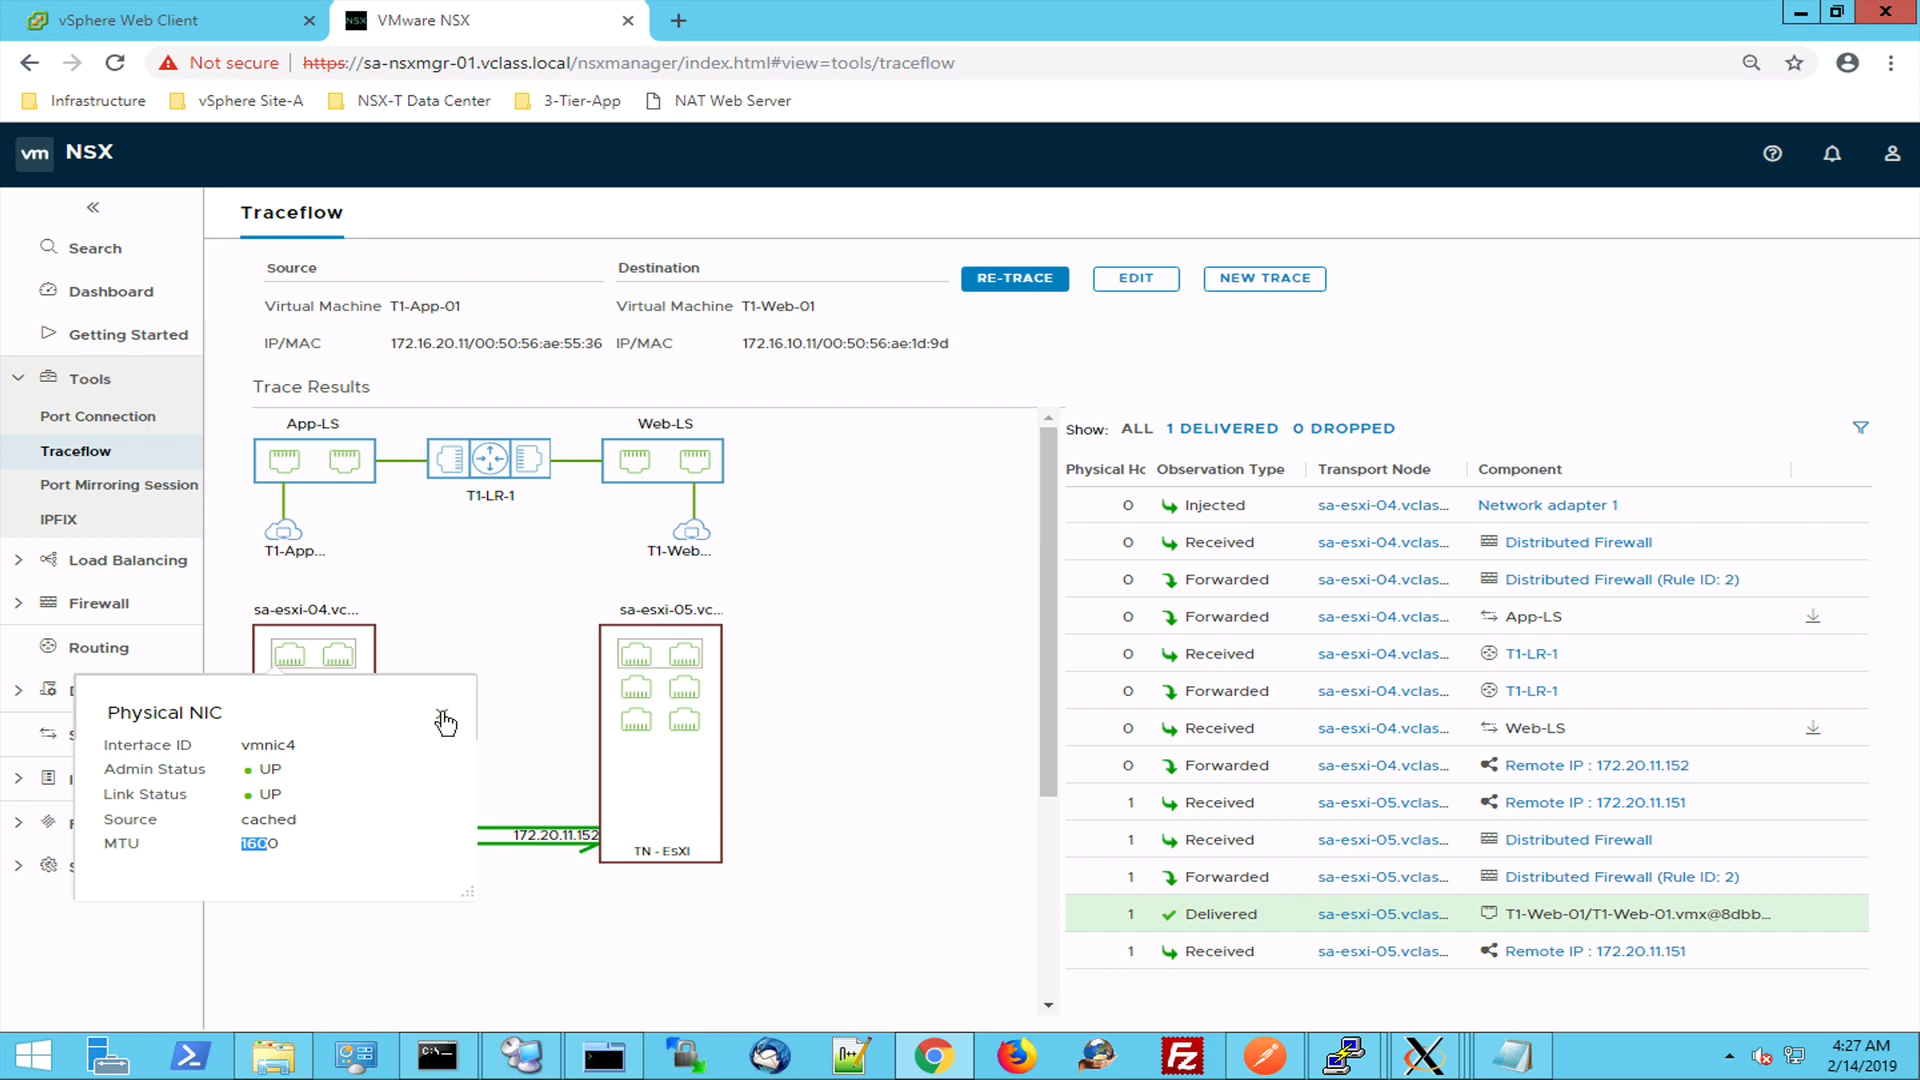 vSphere Web Client
NSX VMware NSX
Not secure https://sa-nsxmgr-01.vclass.local/nsxmanager/index.html#view=tools/traceflow
Infrastructure vSphere Site-A NSX-T Data Center 3-Tier-App NAT Web Server
vm NSX
Search
Dashboard
Getting Started
Tools
Port Connection
Traceflow
Port Mirroring Session
IPFIX
Load Balancing
Firewall
Routing
Traceflow
Source
Virtual Machine T1-App-01
IP/MAC 172.16.20.11/00:50:56:ae:55:36
Destination
Virtual Machine T1-Web-01
IP/MAC 172.16.10.11/00:50:56:ae:1d:9d
RE-TRACE EDIT NEW TRACE
Trace Results
App-LS Web-LS
T1-LR-1
T1-App... T1-Web...
sa-esxi-04.vc... sa-esxi-05.vc...
172.20.11.152
TN - EsXI
Physical NIC
Interface ID vmnic4
Admin Status UP
Link Status UP
Source cached
MTU 1600
Show: ALL 1 DELIVERED 0 DROPPED
Physical Hc Observation Type Transport Node Component
0 Injected sa-esxi-04.vclas... Network adapter 1
0 Received sa-esxi-04.vclas... Distributed Firewall
0 Forwarded sa-esxi-04.vclas... Distributed Firewall (Rule ID: 2)
0 Forwarded sa-esxi-04.vclas... App-LS
0 Received sa-esxi-04.vclas... T1-LR-1
0 Forwarded sa-esxi-04.vclas... T1-LR-1
0 Received sa-esxi-04.vclas... Web-LS
0 Forwarded sa-esxi-04.vclas... Remote IP : 172.20.11.152
1 Received sa-esxi-05.vclas... Remote IP : 172.20.11.151
1 Received sa-esxi-05.vclas... Distributed Firewall
1 Forwarded sa-esxi-05.vclas... Distributed Firewall (Rule ID: 2)
1 Delivered sa-esxi-05.vclas... T1-Web-01/T1-Web-01.vmx@8dbb...
1 Received sa-esxi-05.vclas... Remote IP : 172.20.11.151
4:27 AM
2/14/2019